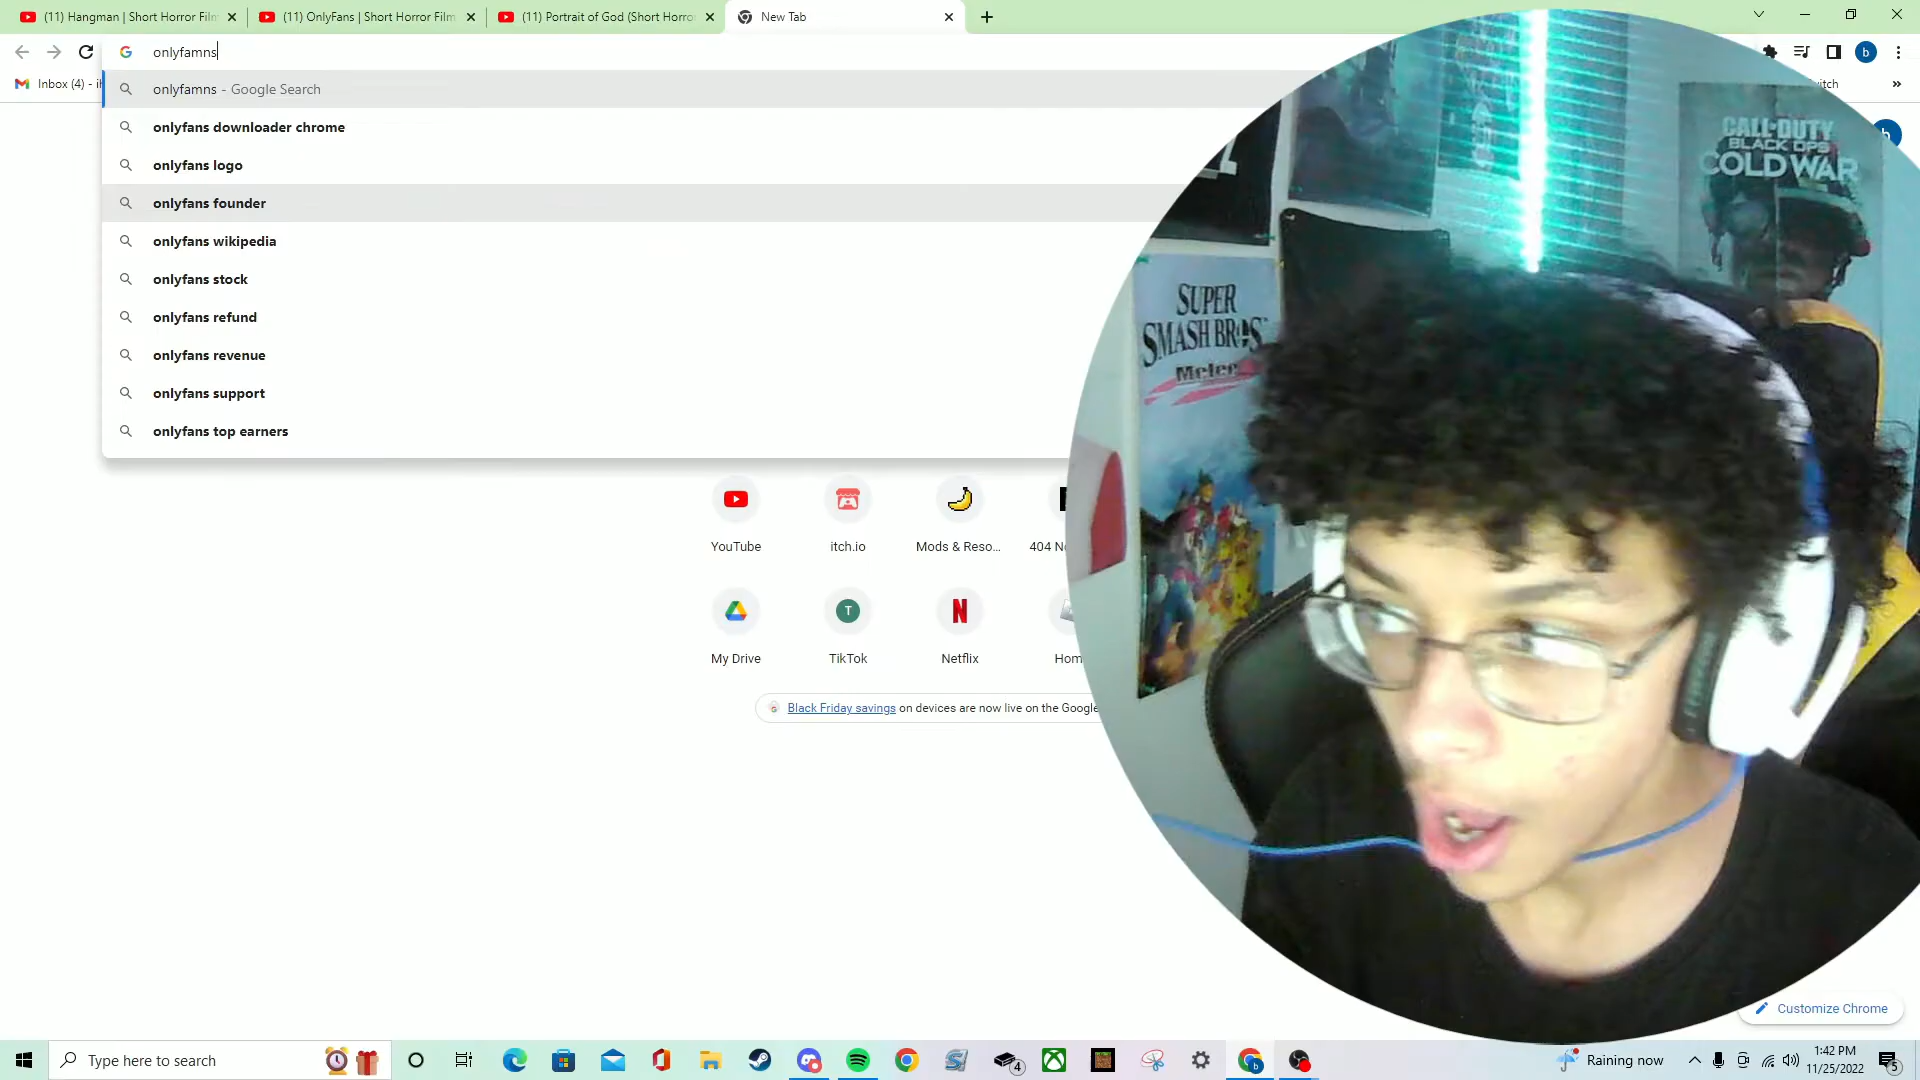 (11) Hangman | Short Horror Film
(11) OnlyFans | Short Horror Film
(11) Portrait of God (Short Horror
New Tab
onlyfamns
b
Inbox (4) - ih
onlyfamns - Google Search
onlyfans downloader chrome
onlyfans logo
onlyfans founder
onlyfans wikipedia
onlyfans stock
onlyfans refund
onlyfans revenue
onlyfans support
onlyfans top earners
CALL OF DUTY
BLACK OPS
COLD WAR
SUPER
SMASH BROS
Melee
YouTube
itch.io
Mods & Reso...
My Drive
T
TikTok
Netflix
Black Friday savings on devices are now live on the Google
Customize Chrome
Type here to search
4
b
Raining now
1:42 PM
11/25/2022
5